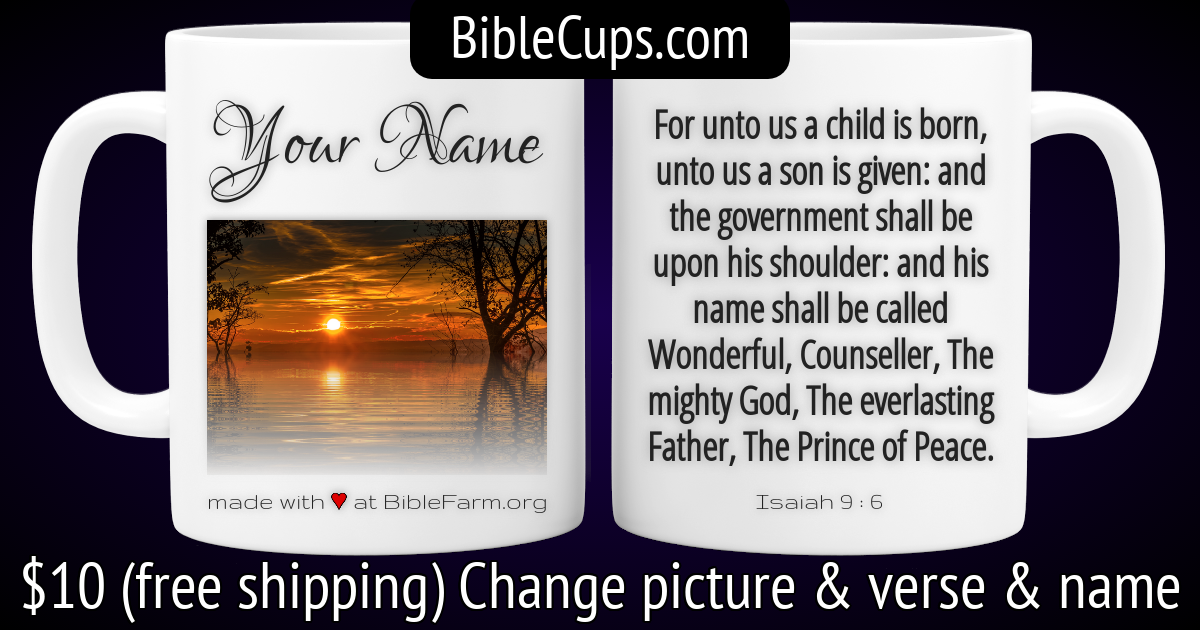 BibleCups.com
Your Name
made with ♥ at BibleFarm.org
For unto us a child is born,
unto us a son is given: and
the government shall be
upon his shoulder: and his
name shall be called
Wonderful, Counseller, The
mighty God, The everlasting
Father, The Prince of Peace.
Isaiah 9 : 6
$10 (free shipping) Change picture & verse & name